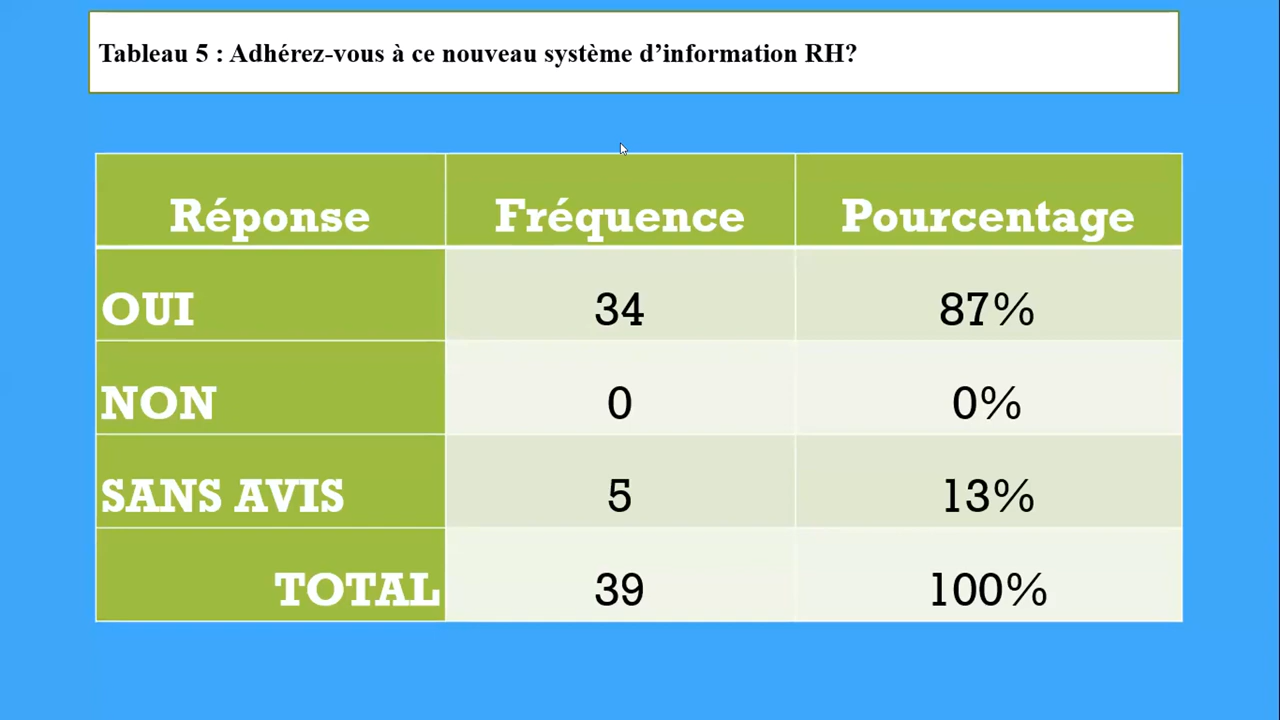 Tableau 5 : Adhérez-vous à ce nouveau système d’information RH?
Réponse Fréquence Pourcentage
OUI 34 87%
NON 0 0%
SANS AVIS 5 13%
TOTAL 39 100%